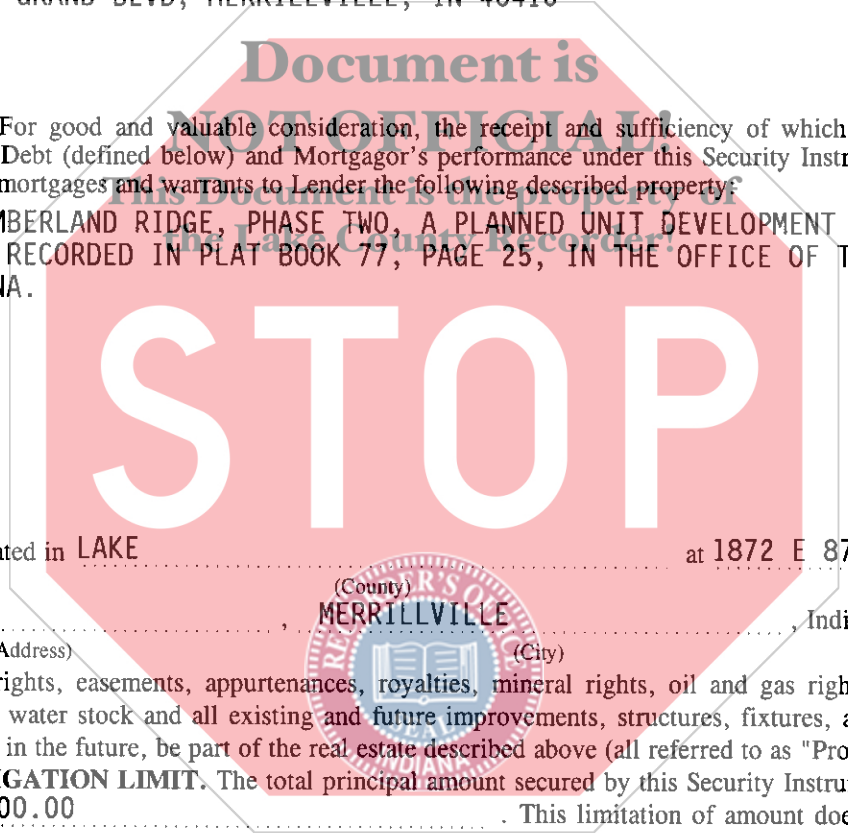 GRAND BLVD, MERRILLVILLE, IN 46410
Document is
NOT OFFICIAL!
For good and valuable consideration, the receipt and sufficiency of which
Debt (defined below) and Mortgagor's performance under this Security Instr
mortgages and warrants to Lender the following described property:
This Document is the property of
the Lake County Recorder!
MBERLAND RIDGE, PHASE TWO, A PLANNED UNIT DEVELOPMENT
RECORDED IN PLAT BOOK 77, PAGE 25, IN THE OFFICE OF T
NA.
STOP
ated in LAKE at 1872 E 87
(County)
, MERRILLVILLE , Indi
Address) (City)
RECORDER'S OFFICE
SEAL
INDIANA
rights, easements, appurtenances, royalties, mineral rights, oil and gas righ
water stock and all existing and future improvements, structures, fixtures, a
in the future, be part of the real estate described above (all referred to as "Pro
IGATION LIMIT. The total principal amount secured by this Security Instru
00.00 . This limitation of amount doe